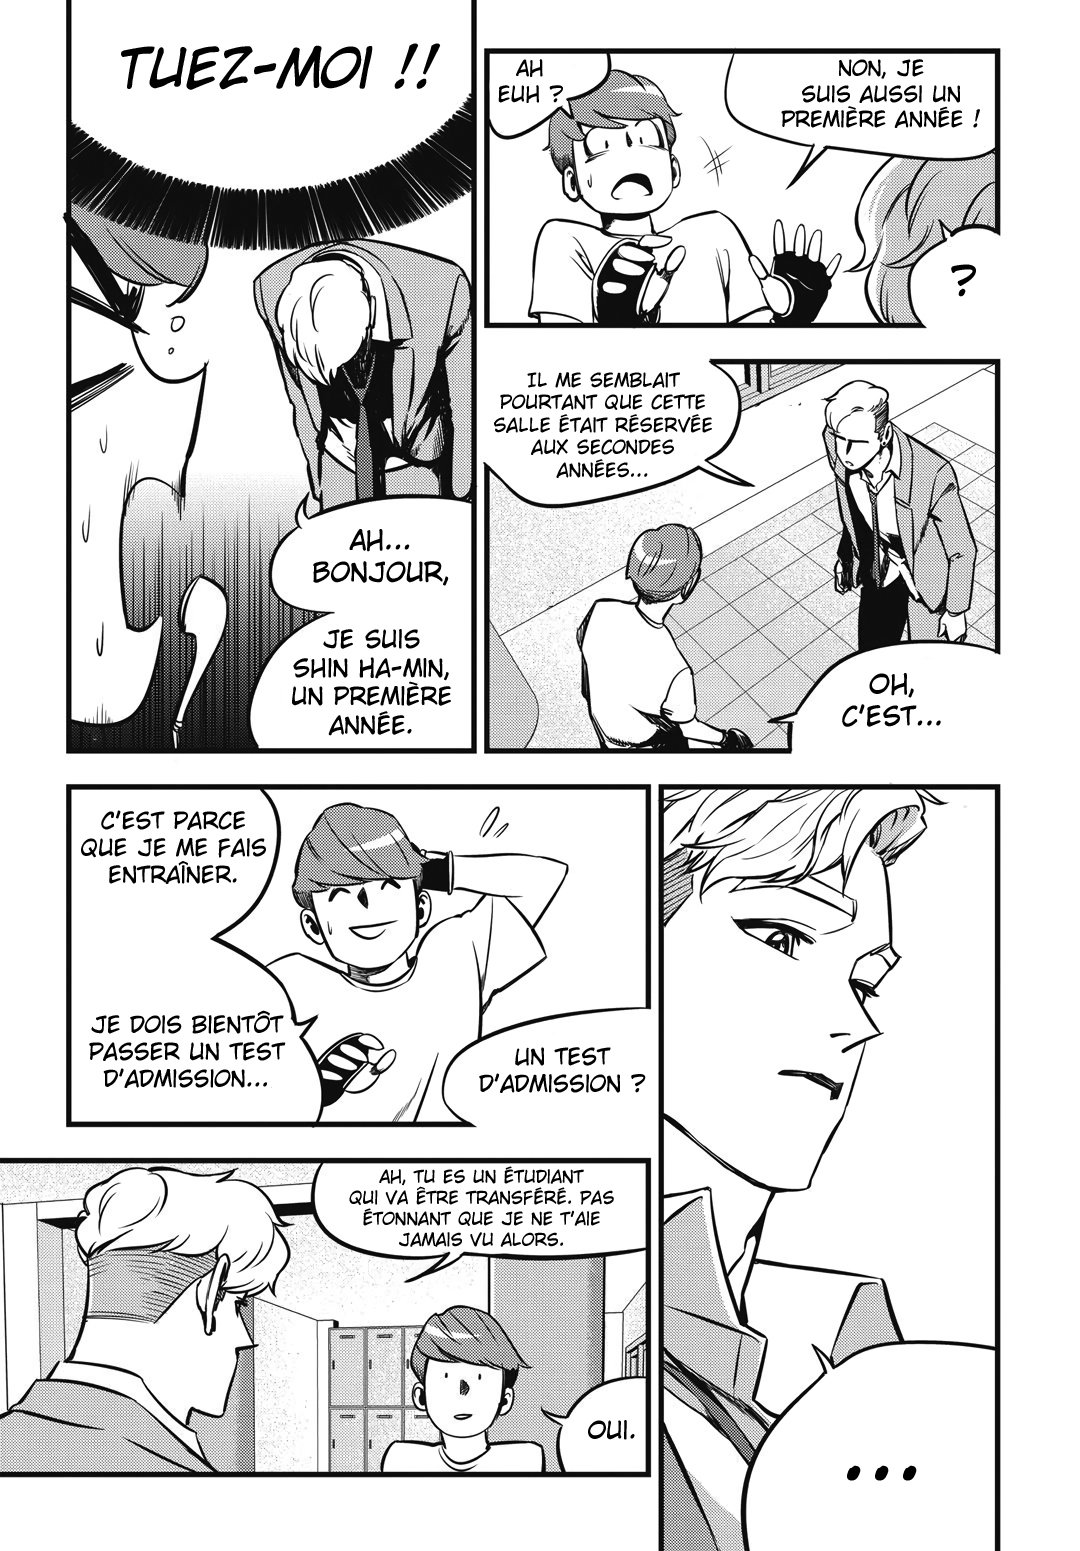 TUEZ-MOI !!
AH...
BONJOUR,
JE SUIS
SHIN HA-MIN,
UN PREMIÈRE
ANNÉE.
AH
EUH ?
NON, JE
SUIS AUSSI UN
PREMIÈRE ANNÉE !
?
IL ME SEMBLAIT
POURTANT QUE CETTE
SALLE ÉTAIT RÉSERVÉE
AUX SECONDES
ANNÉES...
OH,
C'EST...
C'EST PARCE
QUE JE ME FAIS
ENTRAÎNER.
JE DOIS BIENTÔT
PASSER UN TEST
D'ADMISSION...
UN TEST
D'ADMISSION ?
AH, TU ES UN ÉTUDIANT
QUI VA ÊTRE TRANSFÉRÉ. PAS
ÉTONNANT QUE JE NE T'AIE
JAMAIS VU ALORS.
OUI.
...